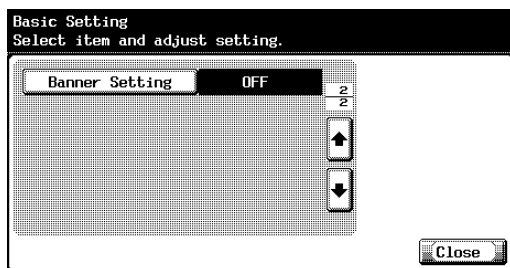 Basic Setting
Select item and adjust setting.
Banner Setting OFF
2
2
Close